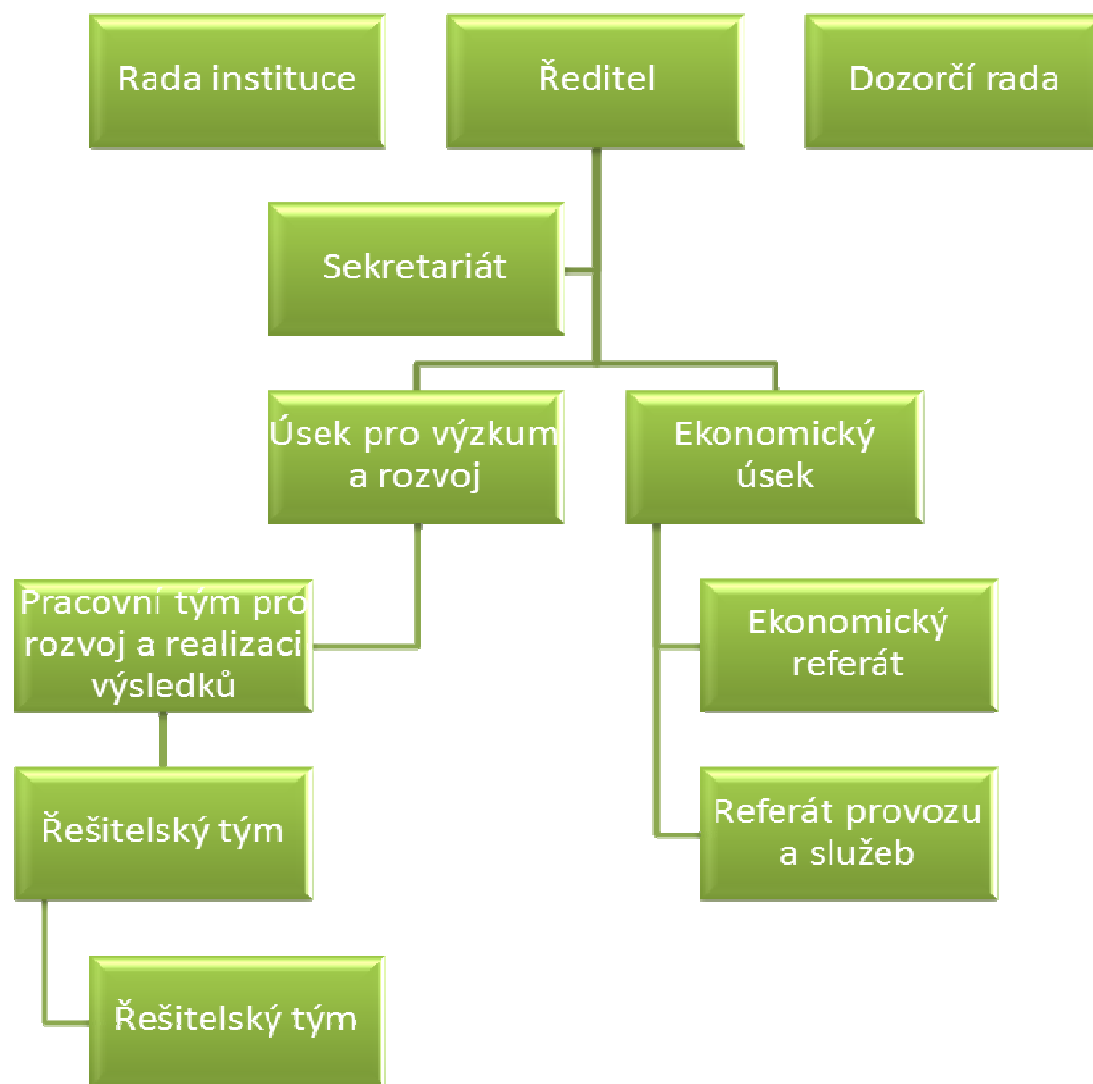 Rada instituce
Ředitel
Dozorčí rada
Sekretariát
Úsek pro výzkum
a rozvoj
Ekonomický
úsek
Pracovní tým pro
rozvoj a realizaci
výsledků
Ekonomický
referát
Řešitelský tým
Referát provozu
a služeb
Řešitelský tým